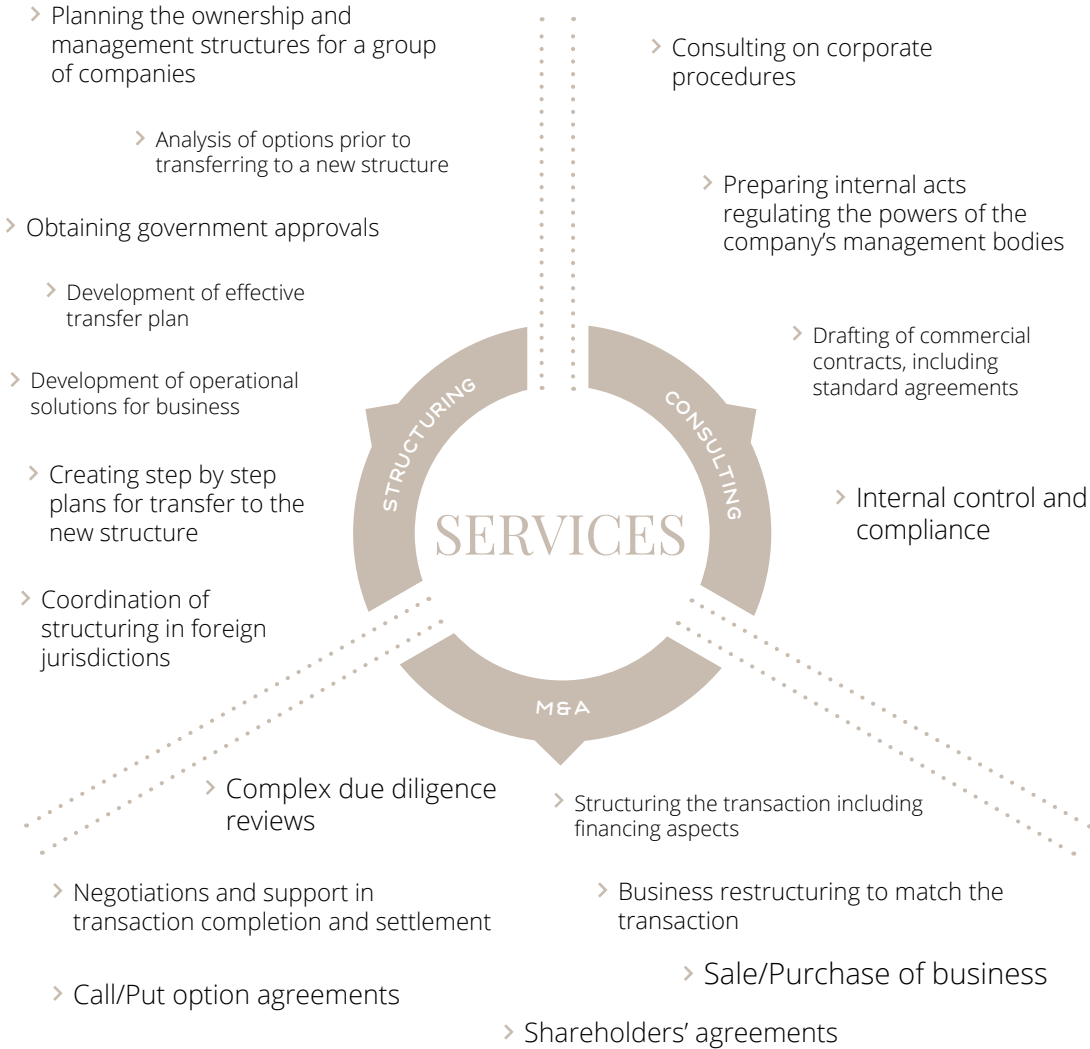 > Planning the ownership and
management structures for a group
of companies
> Analysis of options prior to
transferring to a new structure
> Obtaining government approvals
> Development of effective
transfer plan
> Development of operational
solutions for business
> Creating step by step
plans for transfer to the
new structure
> Coordination of
structuring in foreign
jurisdictions
STRUCTURING
> Consulting on corporate
procedures
> Preparing internal acts
regulating the powers of the
company’s management bodies
> Drafting of commercial
contracts, including
standard agreements
> Internal control and
compliance
CONSULTING
SERVICES
M&A
> Complex due diligence
reviews
> Structuring the transaction including
financing aspects
> Negotiations and support in
transaction completion and settlement
> Business restructuring to match the
transaction
> Sale/Purchase of business
> Call/Put option agreements
> Shareholders’ agreements